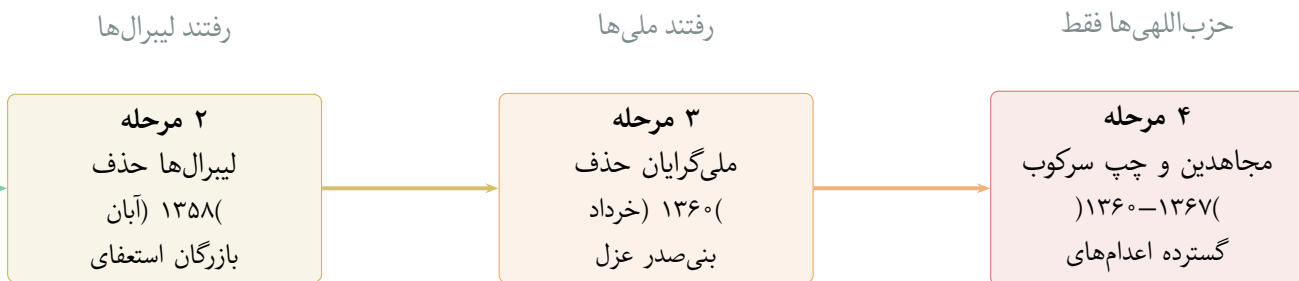 رفتند لیبرال‌ها
رفتند ملی‌ها
حزب‌اللهی‌ها فقط
۲ مرحله
لیبرال‌ها حذف
)۱۳۵۸ (آبان
بازرگان استعفای
۳ مرحله
ملی‌گرایان حذف
)۱۳۶۰ (خرداد
بنی‌صدر عزل
۴ مرحله
مجاهدین و چپ سرکوب
)۱۳۶۰–۱۳۶۷(
گسترده اعدام‌های